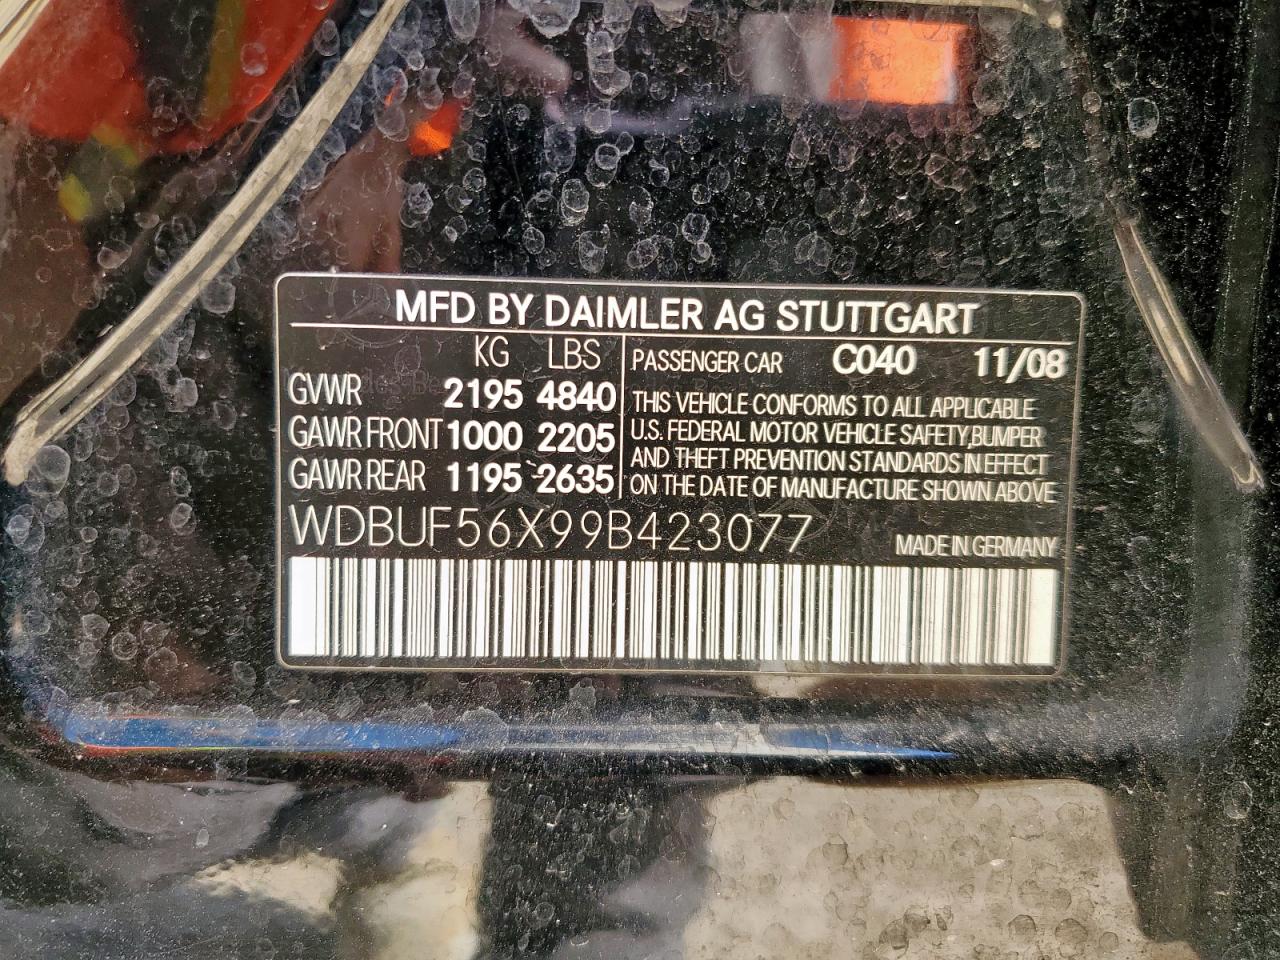 MFD BY DAIMLER AG STUTTGART
KG LBS
GVWR 2195 4840
GAWR FRONT 1000 2205
GAWR REAR 1195 2635
PASSENGER CAR C040 11/08
THIS VEHICLE CONFORMS TO ALL APPLICABLE
U.S. FEDERAL MOTOR VEHICLE SAFETY,BUMPER
AND THEFT PREVENTION STANDARDS IN EFFECT
ON THE DATE OF MANUFACTURE SHOWN ABOVE
WDBUF56X99B423077
MADE IN GERMANY